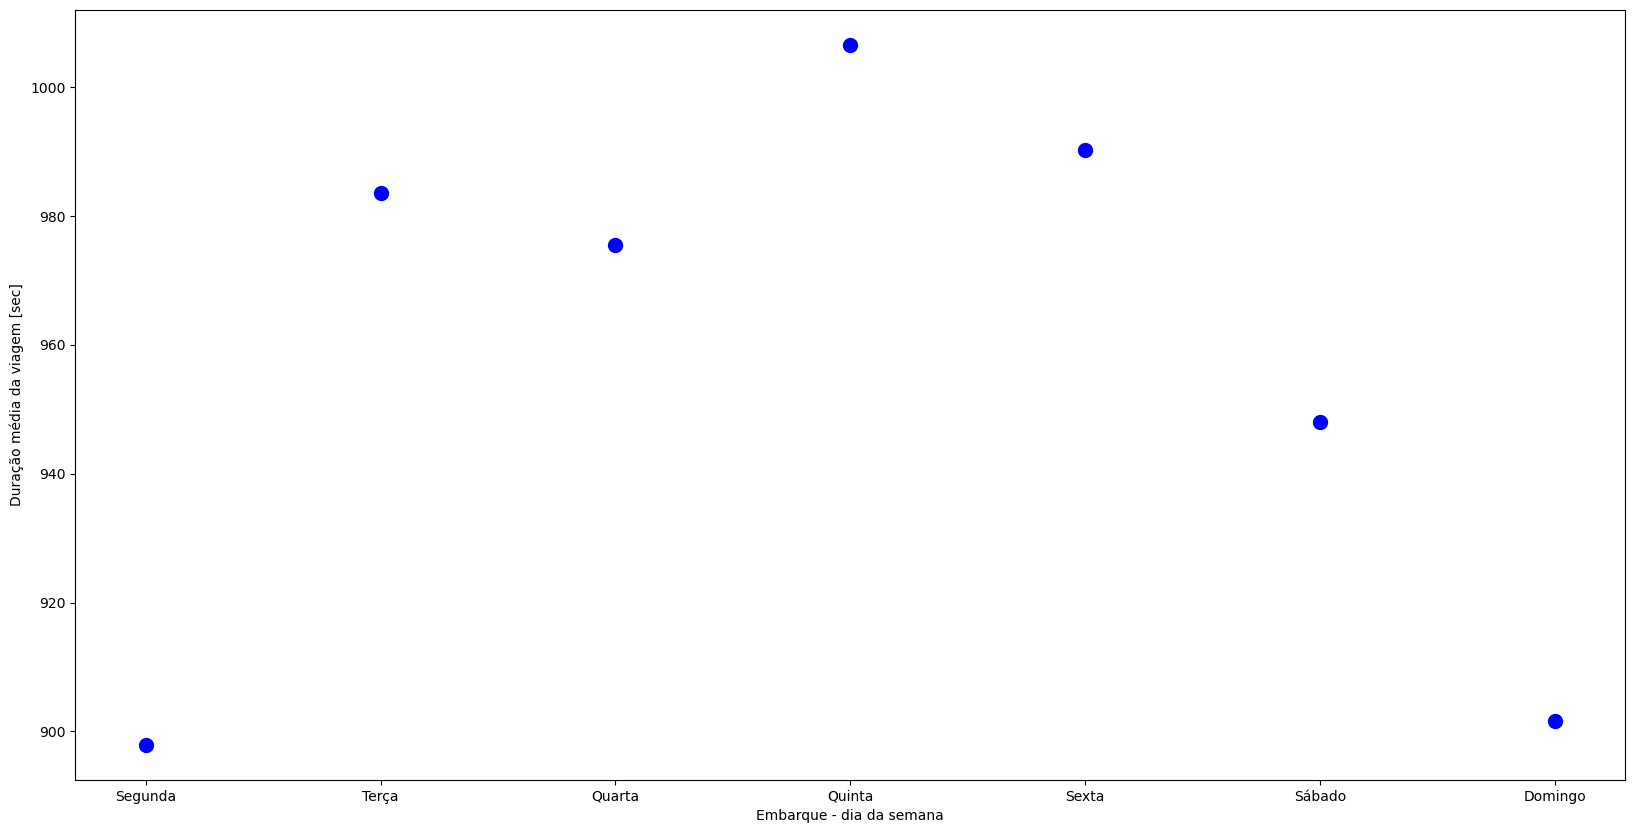 1000
980
960
940
920
900
Duração média da viagem [sec]
Segunda Terça Quarta Quinta Sexta Sábado Domingo
Embarque - dia da semana